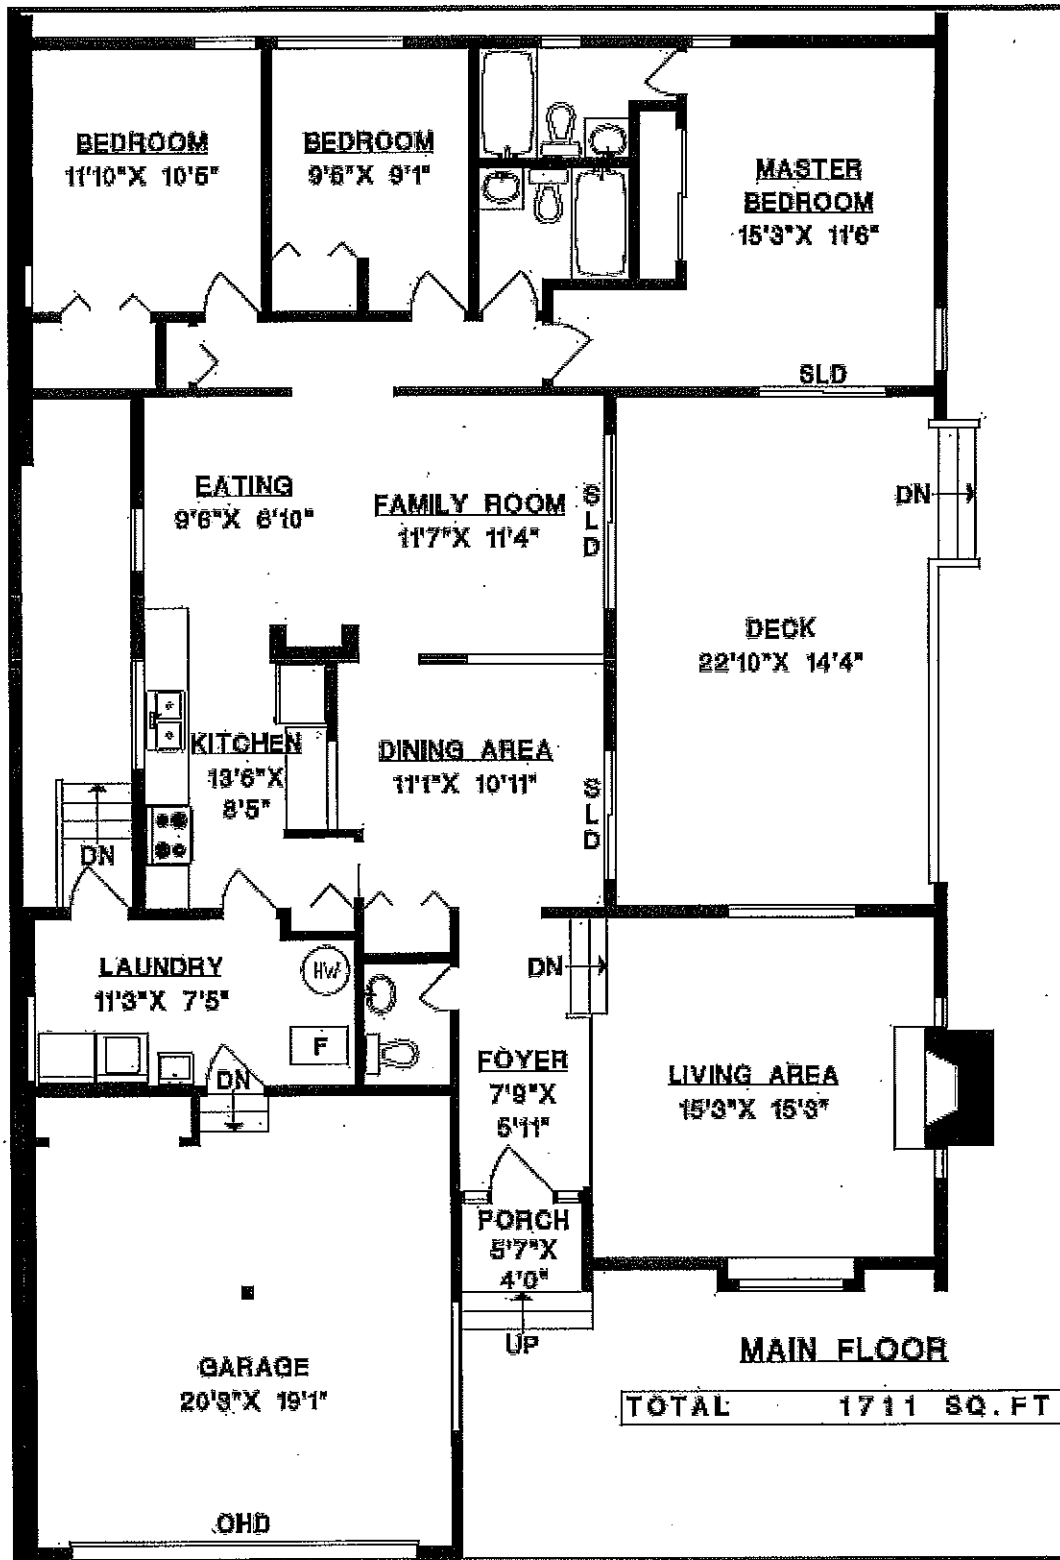 BEDROOM
11'10"X 10'5"
BEDROOM
9'6"X 9'1"
MASTER
BEDROOM
15'3"X 11'6"
SLD
EATING
9'6"X 6'10"
FAMILY ROOM
11'7"X 11'4"
SLD
DN
DECK
22'10"X 14'4"
KITCHEN
13'6"X
8'5"
DINING AREA
11'1"X 10'11"
SLD
DN
LAUNDRY
11'3"X 7'5"
HW
F
DN
DN
FOYER
7'9"X
5'11"
LIVING AREA
15'3"X 15'3"
PORCH
5'7"X
4'0"
UP
GARAGE
20'3"X 19'1"
OHD
MAIN FLOOR
TOTAL 1711 SQ.FT